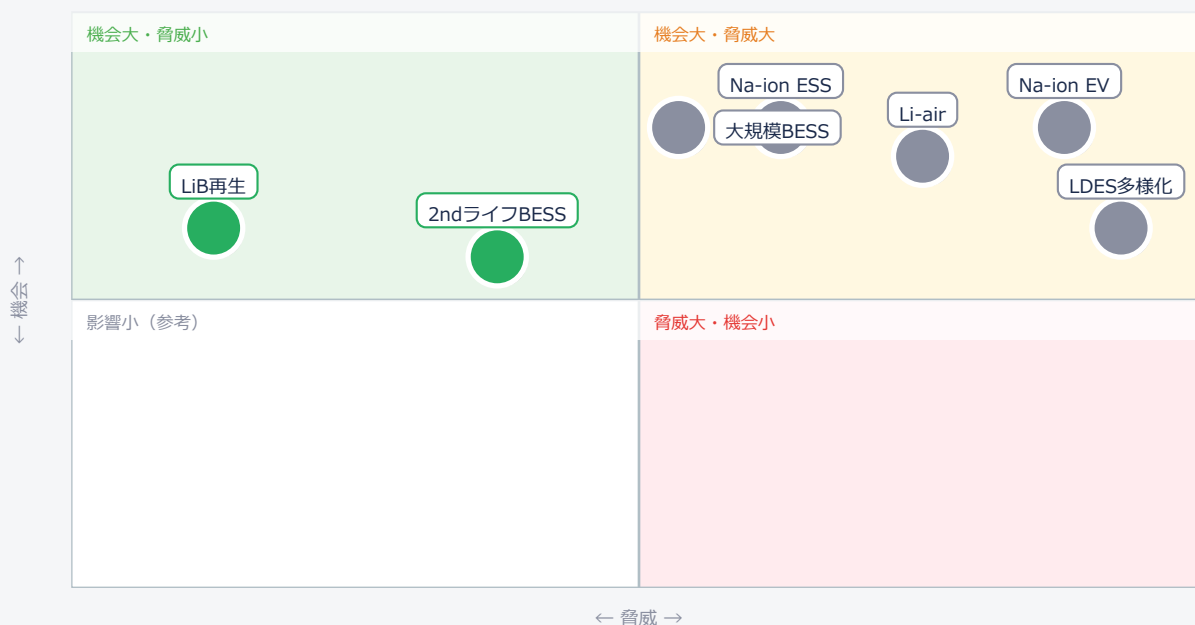 機会大・脅威小
機会大・脅威大
Na-ion ESS
Na-ion EV
Li-air
大規模BESS
LiB再生
LDES多様化
2ndライフBESS
← 機会 →
影響小（参考）
脅威大・機会小
← 脅威 →